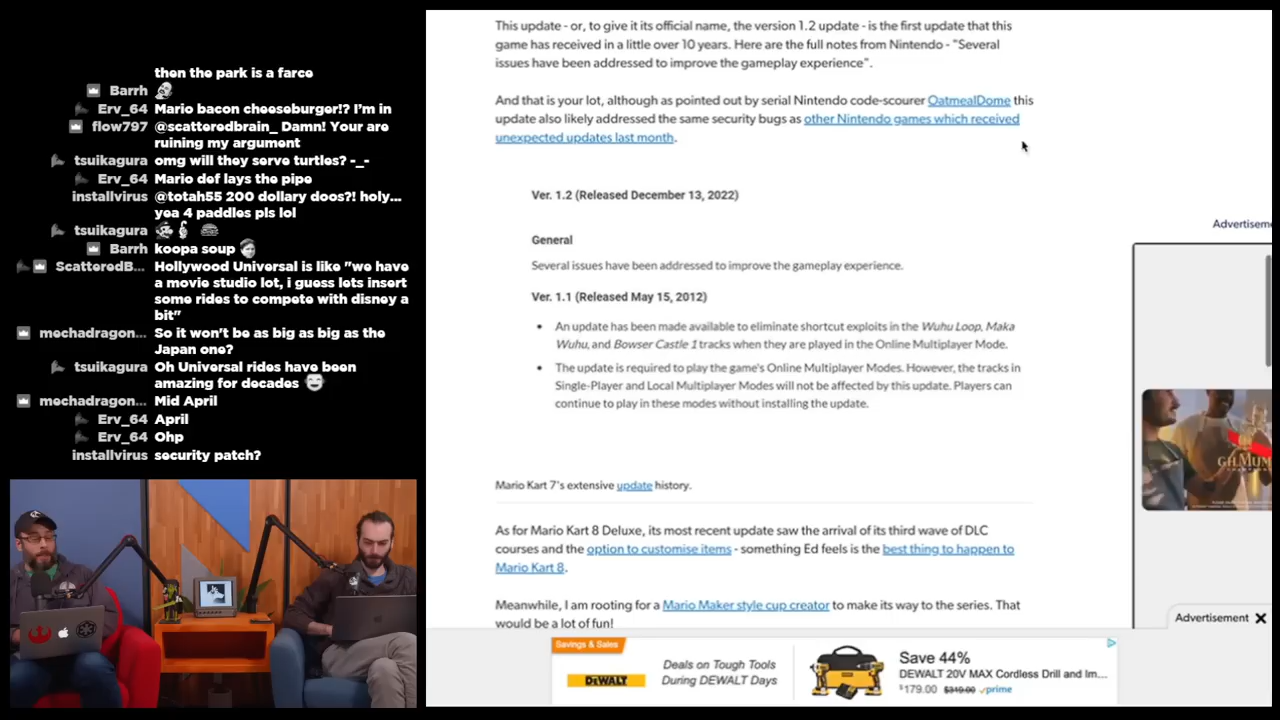 then the park is a farce
Barrh
Erv_64 Mario bacon cheeseburger!? I'm in
flow797 @scatteredbrain_ Damn! Your are
ruining my argument
tsuikagura omg will they serve turtles? -_-
Erv_64 Mario def lays the pipe
installvirus @totah55 200 dollary doos?! holy...
yea 4 paddles pls lol
tsuikagura
Barrh koopa soup
ScatteredB... Hollywood Universal is like "we have
a movie studio lot, i guess lets insert
some rides to compete with disney a
bit"
mechadragon... So it won't be as big as big as the
Japan one?
tsuikagura Oh Universal rides have been
amazing for decades
mechadragon... Mid April
Erv_64 April
Erv_64 Ohp
installvirus security patch?
This update - or, to give it its official name, the version 1.2 update - is the first update that this
game has received in a little over 10 years. Here are the full notes from Nintendo - "Several
issues have been addressed to improve the gameplay experience".
And that is your lot, although as pointed out by serial Nintendo code-scourer OatmealDome this
update also likely addressed the same security bugs as other Nintendo games which received
unexpected updates last month.
Ver. 1.2 (Released December 13, 2022)
General
Several issues have been addressed to improve the gameplay experience.
Ver. 1.1 (Released May 15, 2012)
• An update has been made available to eliminate shortcut exploits in the Wuhu Loop, Maka
Wuhu, and Bowser Castle 1 tracks when they are played in the Online Multiplayer Mode.
• The update is required to play the game's Online Multiplayer Modes. However, the tracks in
Single-Player and Local Multiplayer Modes will not be affected by this update. Players can
continue to play in these modes without installing the update.
Mario Kart 7's extensive update history.
As for Mario Kart 8 Deluxe, its most recent update saw the arrival of its third wave of DLC
courses and the option to customise items - something Ed feels is the best thing to happen to
Mario Kart 8.
Meanwhile, I am rooting for a Mario Maker style cup creator to make its way to the series. That
would be a lot of fun!
Advertisem
G.H.MUM
Advertisement X
Savings & Sales
DEWALT
Deals on Tough Tools
During DEWALT Days
Save 44%
DEWALT 20V MAX Cordless Drill and Im...
$179.00 $319.00 prime